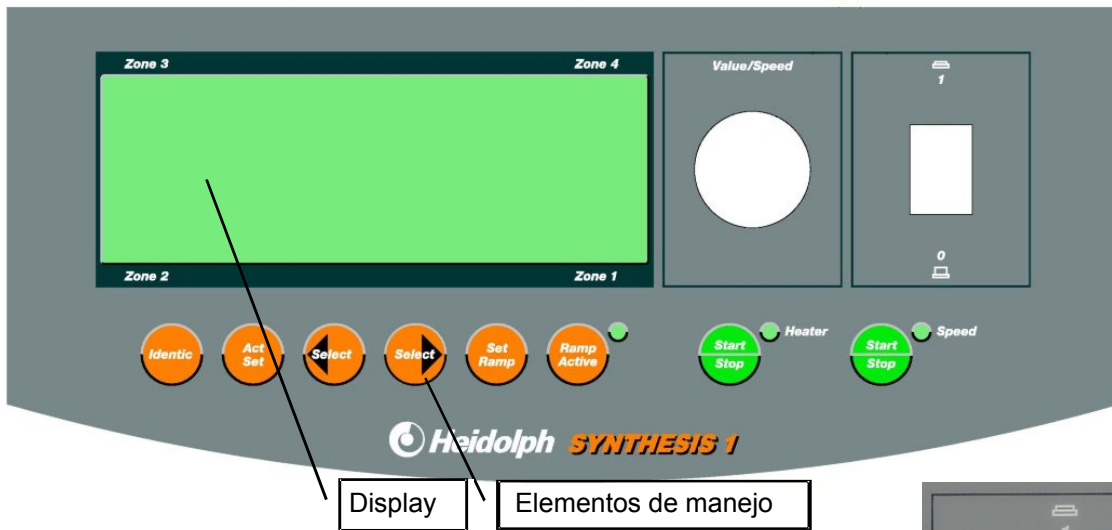 Zone 3 Zone 4 Value/Speed
1
0
Zone 2 Zone 1
Identic Act Set Select Select Set Ramp Ramp Active Start Stop Heater Start Stop Speed
Heidolph SYNTHESIS 1
Display Elementos de manejo